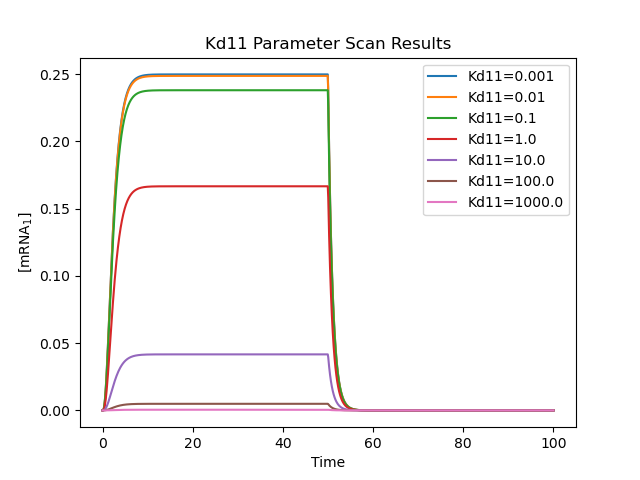 Kd11 Parameter Scan Results
[mRNA₁]
0.25
0.20
0.15
0.10
0.05
0.00
Kd11=0.001
Kd11=0.01
Kd11=0.1
Kd11=1.0
Kd11=10.0
Kd11=100.0
Kd11=1000.0
0 20 40 60 80 100
Time